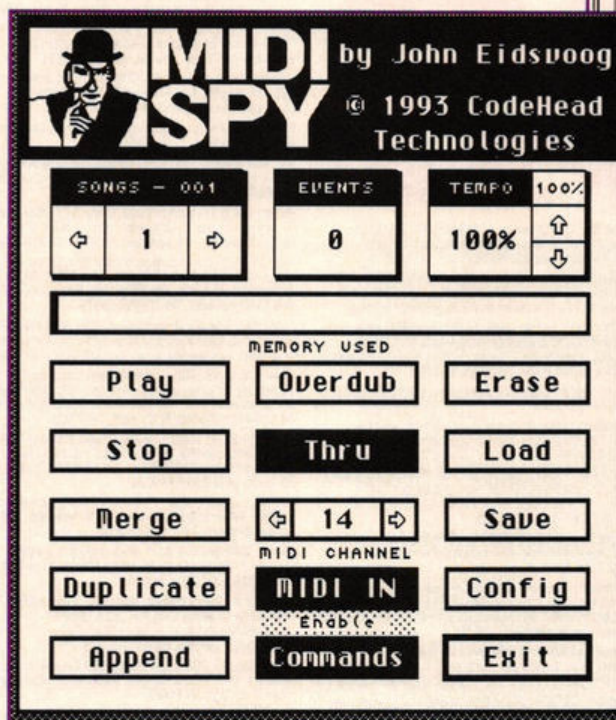 MIDI SPY
by John Eidsvoog
© 1993 CodeHead
Technologies
SONGS - 001
EVENTS
TEMPO 100%
1
0
100%
MEMORY USED
Play
Overdub
Erase
Stop
Thru
Load
Merge
14
Save
MIDI CHANNEL
Duplicate
MIDI IN
Config
Enable
Append
Commands
Exit